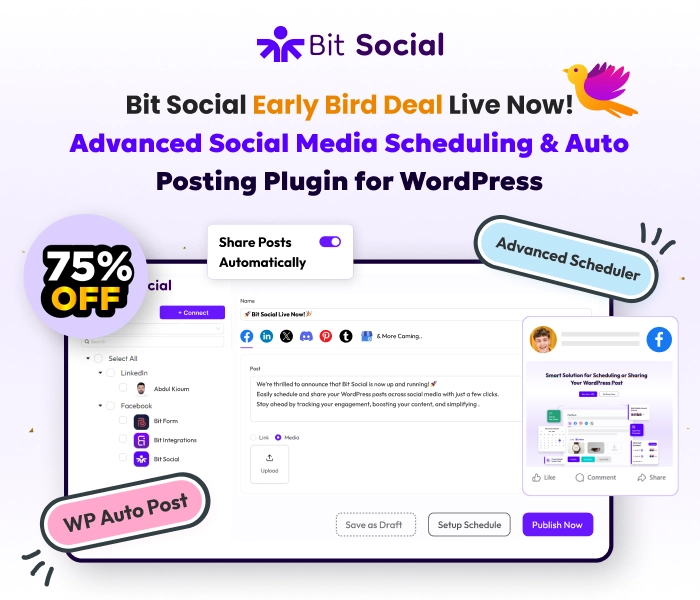 Bit Social
Bit Social Early Bird Deal Live Now!
Advanced Social Media Scheduling & Auto
Posting Plugin for WordPress
75%
OFF
Share Posts
Automatically
Advanced Scheduler
cial
+ Connect
Search
Select All
LinkedIn
Abdul Kioum
Facebook
Bit Form
Bit Integrations
Bit Social
Name
🚀 Bit Social Live Now!🎉
& More Caming..
Post
We're thrilled to announce that Bit Social is now up and running! 🚀
Easily schedule and share your WordPress posts across social media with just a few clicks.
Stay ahead by tracking your engagement, boosting your content, and simplifying .
Link Media
Upload
Smart Solution for Scheduling or Sharing
Your WordPress Post
Like Comment Share
WP Auto Post
Save as Draft Setup Schedule Publish Now